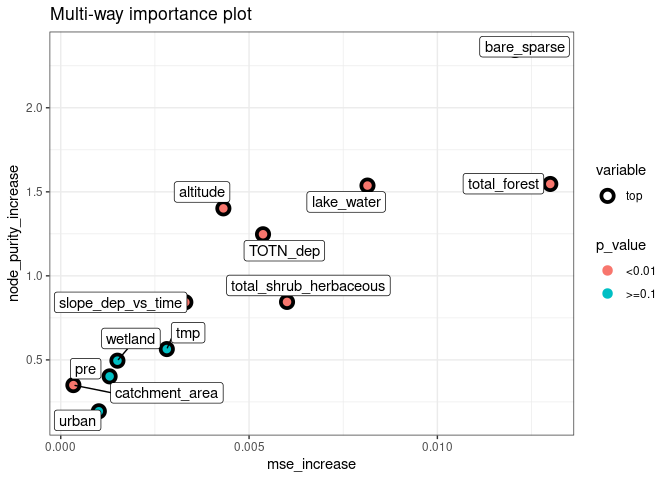 Multi-way importance plot
bare_sparse
total_forest
lake_water
altitude
TOTN_dep
total_shrub_herbaceous
slope_dep_vs_time
tmp
wetland
pre
catchment_area
urban
2.0
1.5
1.0
0.5
node_purity_increase
0.000
0.005
0.010
mse_increase
variable
top
p_value
<0.01
>=0.1